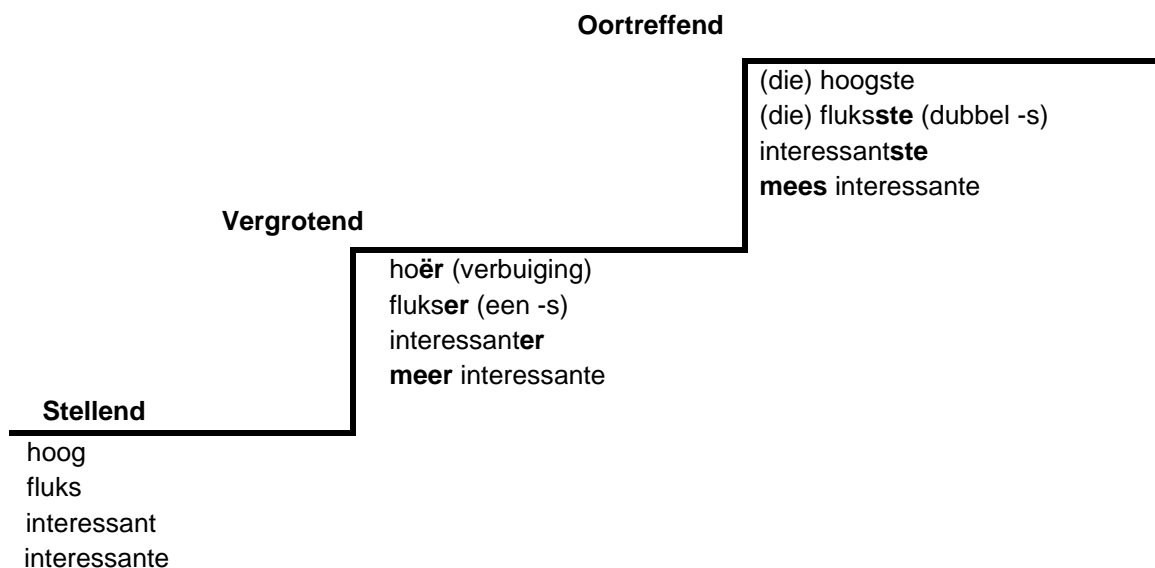 Oortreffend
(die) hoogste
(die) fluksste (dubbel -s)
interessantste
mees interessante
Vergrotend
hoër (verbuiging)
flukser (een -s)
interessanter
meer interessante
Stellend
hoog
fluks
interessant
interessante